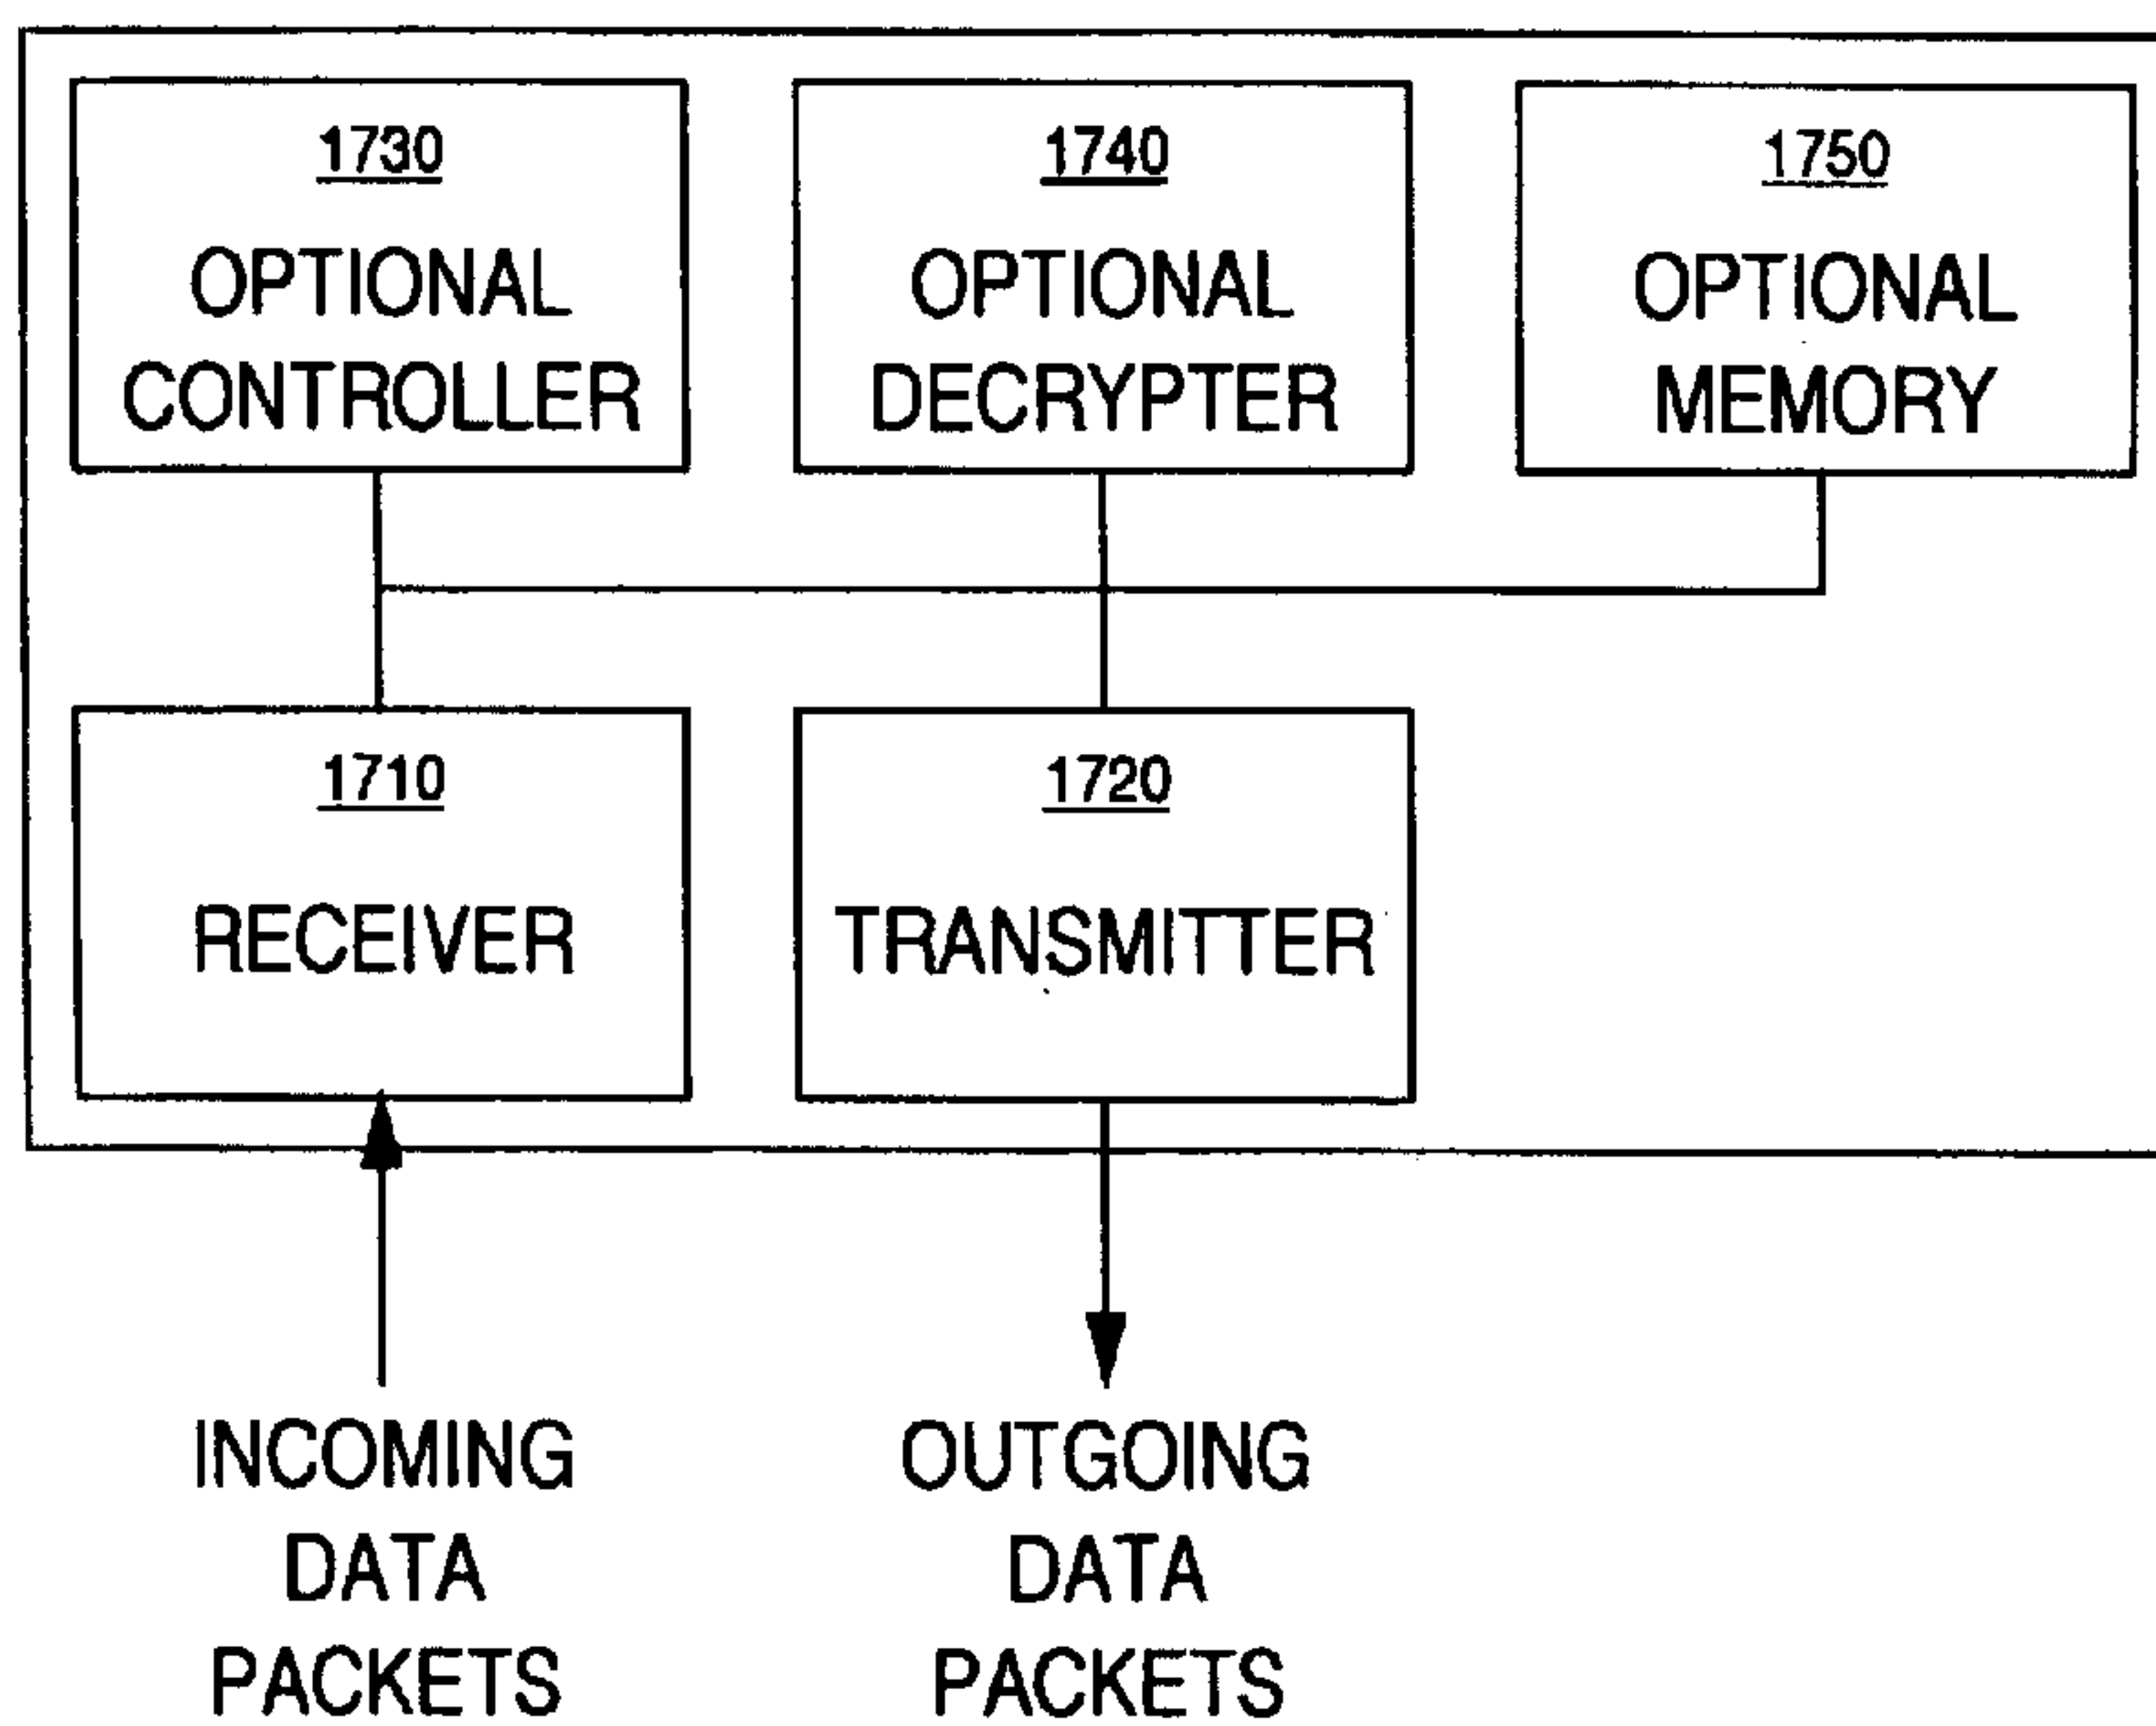 1730
OPTIONAL
CONTROLLER
1740
OPTIONAL
DECRYPTER
1750
OPTIONAL
MEMORY
1710
RECEIVER
1720
TRANSMITTER
INCOMING
DATA
PACKETS
OUTGOING
DATA
PACKETS